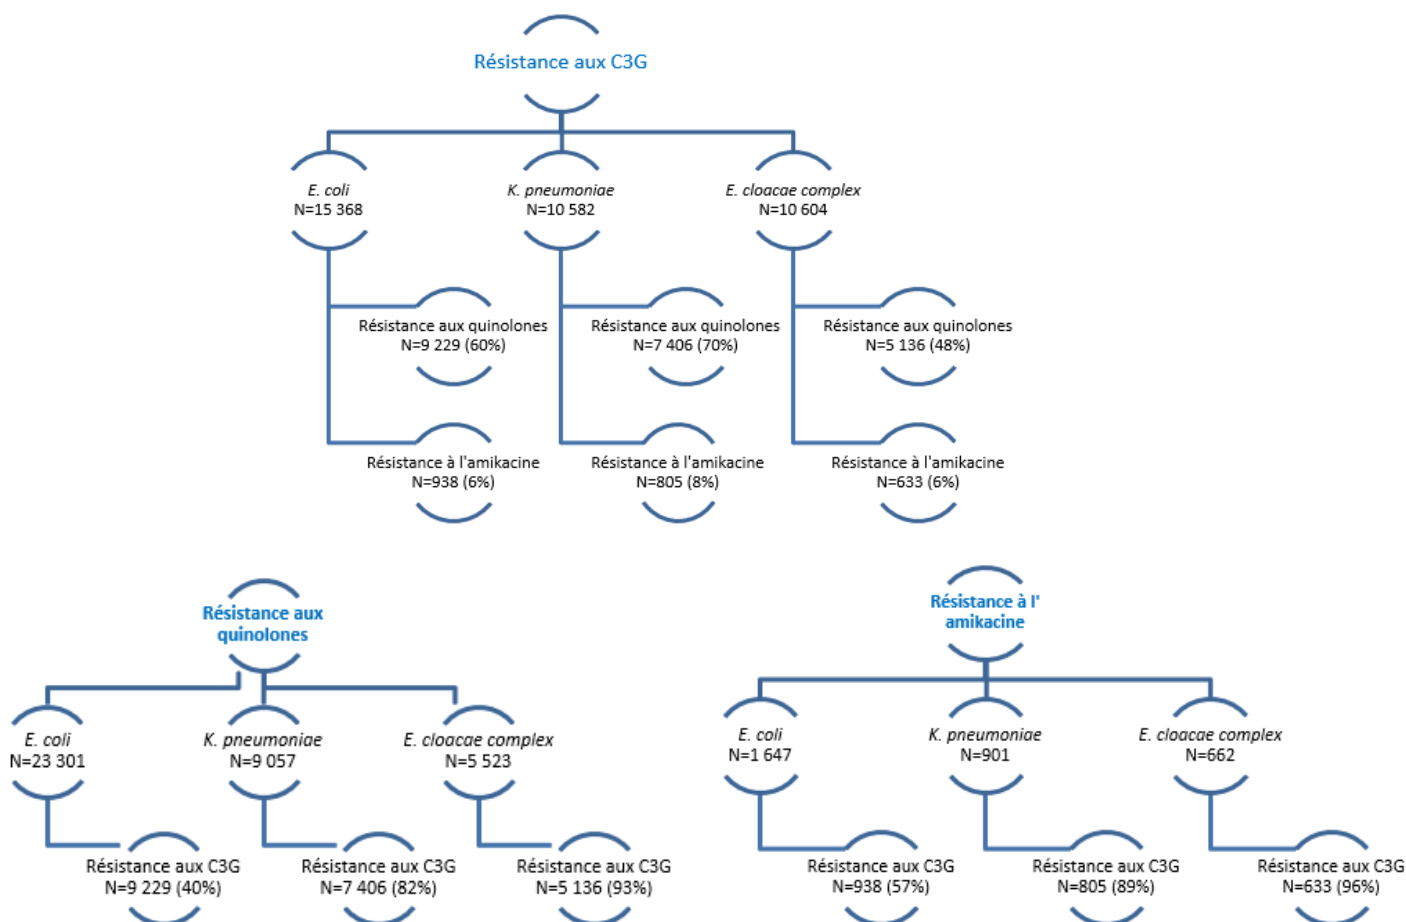 Résistance aux C3G
E. coli
N=15 368
K. pneumoniae
N=10 582
E. cloacae complex
N=10 604
Résistance aux quinolones
N=9 229 (60%)
Résistance aux quinolones
N=7 406 (70%)
Résistance aux quinolones
N=5 136 (48%)
Résistance à l'amikacine
N=938 (6%)
Résistance à l'amikacine
N=805 (8%)
Résistance à l'amikacine
N=633 (6%)
Résistance aux
quinolones
E. coli
N=23 301
K. pneumoniae
N=9 057
E. cloacae complex
N=5 523
Résistance aux C3G
N=9 229 (40%)
Résistance aux C3G
N=7 406 (82%)
Résistance aux C3G
N=5 136 (93%)
Résistance à l'
amikacine
E. coli
N=1 647
K. pneumoniae
N=901
E. cloacae complex
N=662
Résistance aux C3G
N=938 (57%)
Résistance aux C3G
N=805 (89%)
Résistance aux C3G
N=633 (96%)